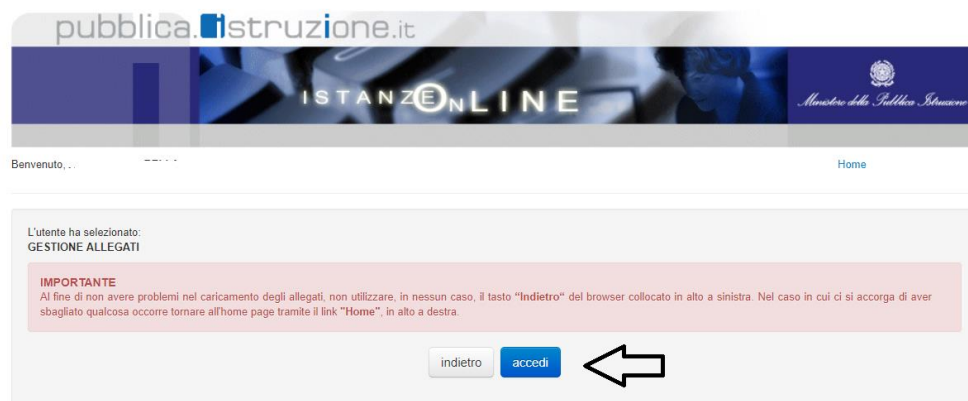 pubblica.istruzione.it
ISTANZE ONLINE
Ministero della Pubblica Istruzione
Benvenuto,
Home
L'utente ha selezionato:
GESTIONE ALLEGATI
IMPORTANTE
Al fine di non avere problemi nel caricamento degli allegati, non utilizzare, in nessun caso, il tasto "Indietro" del browser collocato in alto a sinistra. Nel caso in cui ci si accorga di aver
sbagliato qualcosa occorre tornare all'home page tramite il link "Home", in alto a destra.
indietro accedi